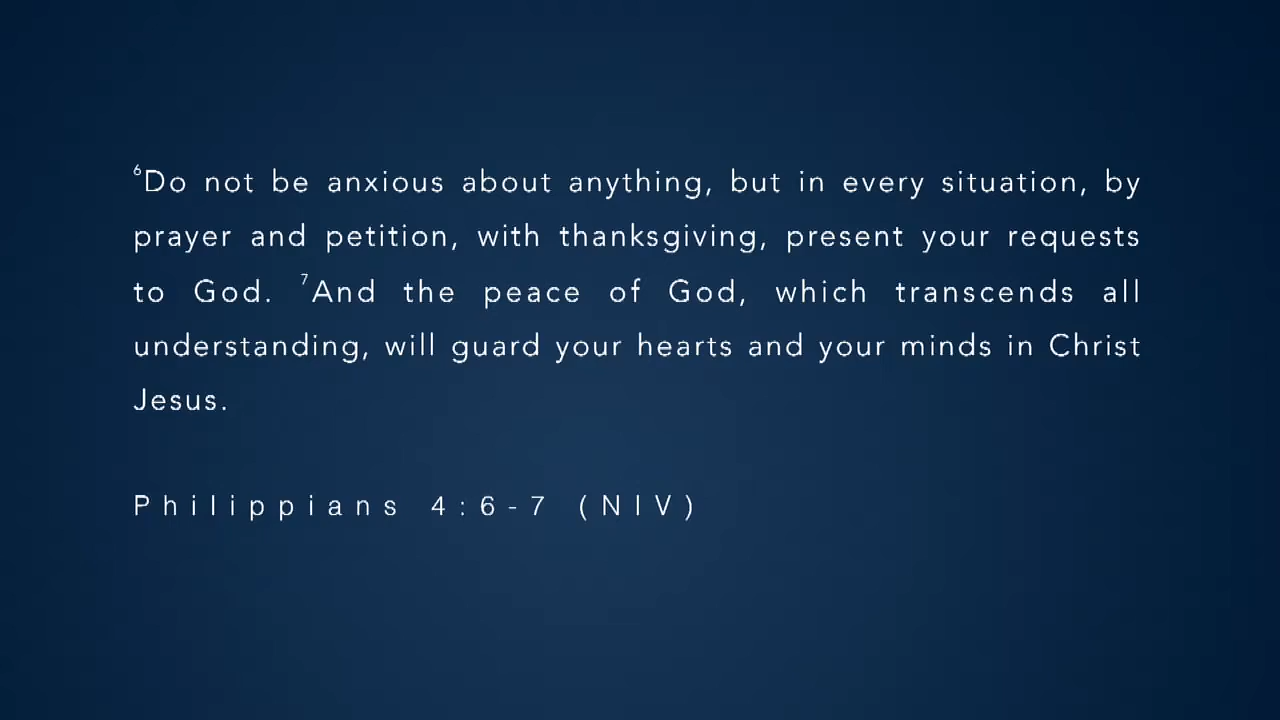 ⁶Do not be anxious about anything, but in every situation, by
prayer and petition, with thanksgiving, present your requests
to God. ⁷And the peace of God, which transcends all
understanding, will guard your hearts and your minds in Christ
Jesus.
Philippians 4:6-7 (NIV)